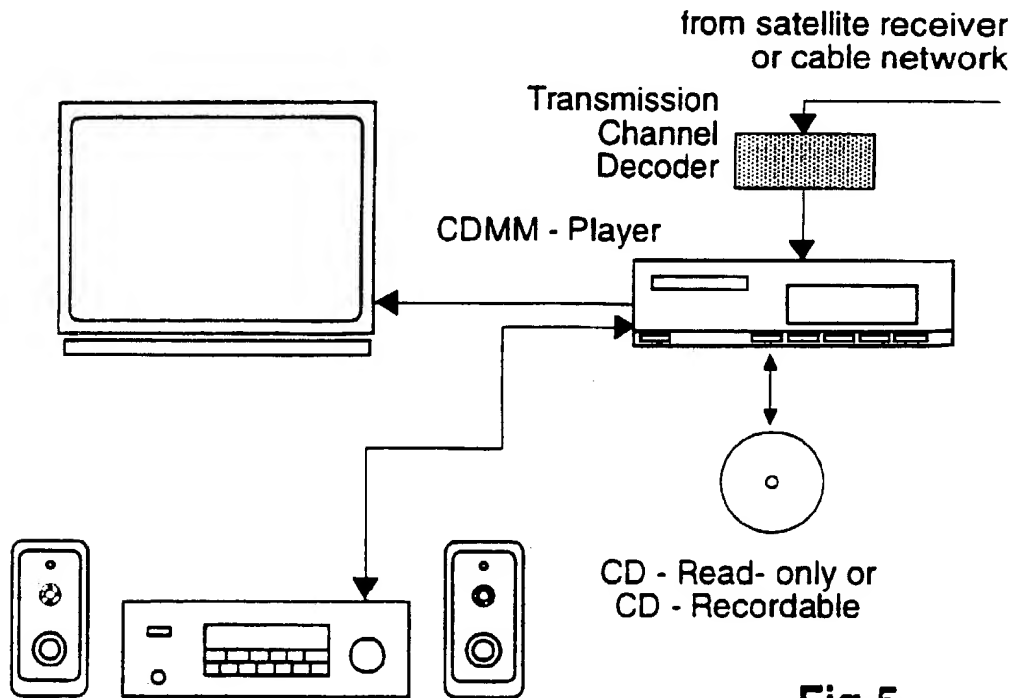 from satellite receiver
or cable network
Transmission
Channel
Decoder
CDMM - Player
CD - Read- only or
CD - Recordable
Fig 5